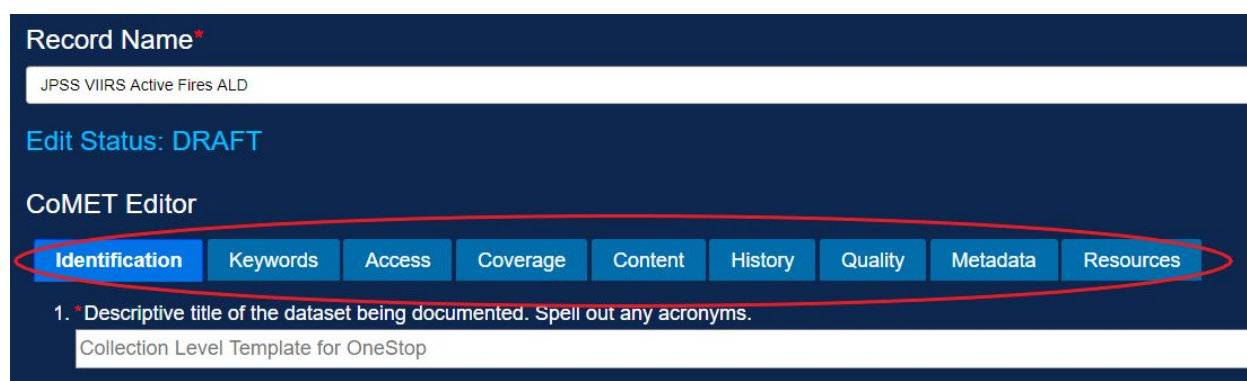 Record Name*
JPSS VIIRS Active Fires ALD
Edit Status: DRAFT
CoMET Editor
Identification Keywords Access Coverage Content History Quality Metadata Resources
1. *Descriptive title of the dataset being documented. Spell out any acronyms.
Collection Level Template for OneStop